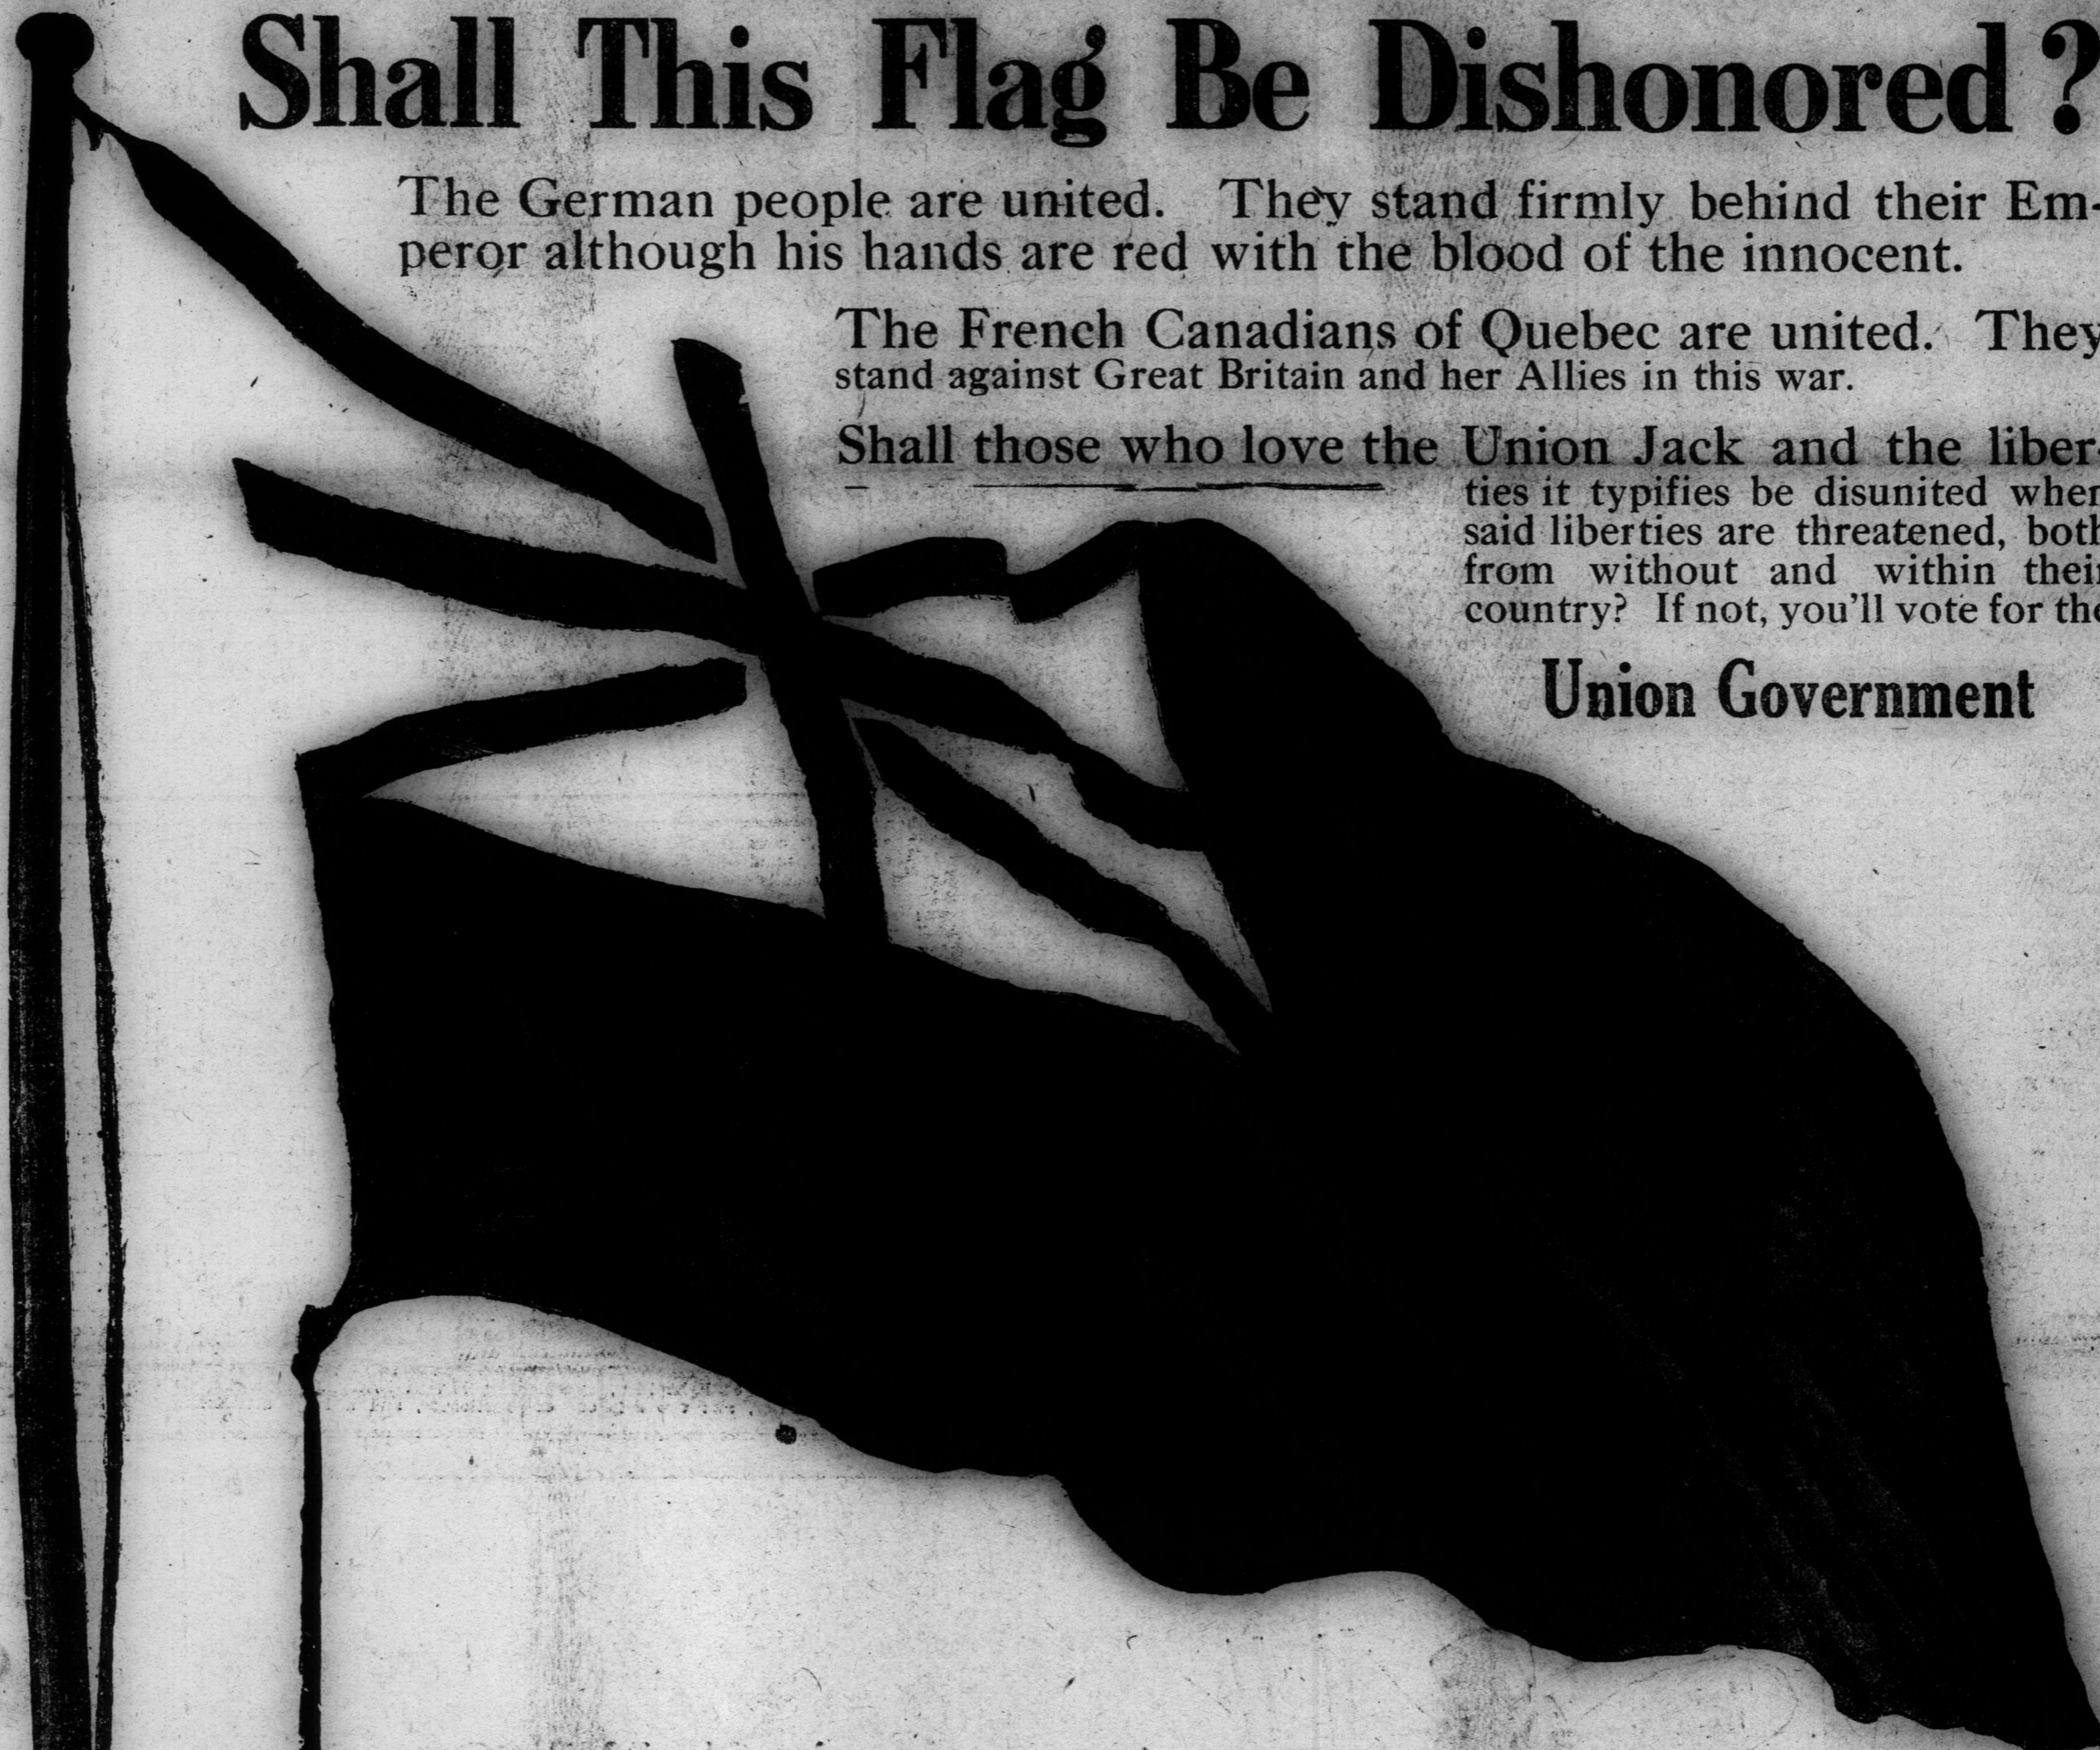 Shall This Flag Be Dishonored?
The German people are united. They stand firmly behind their Em-
peror although his hands are red with the blood of the innocent.
The French Canadians of Quebec are united. They
stand against Great Britain and her Allies in this war.
Shall those who love the Union Jack and the liber-
ties it typifies be disunited when
said liberties are threatened, both
from without and within their
country? If not, you'll vote for the
Union Government